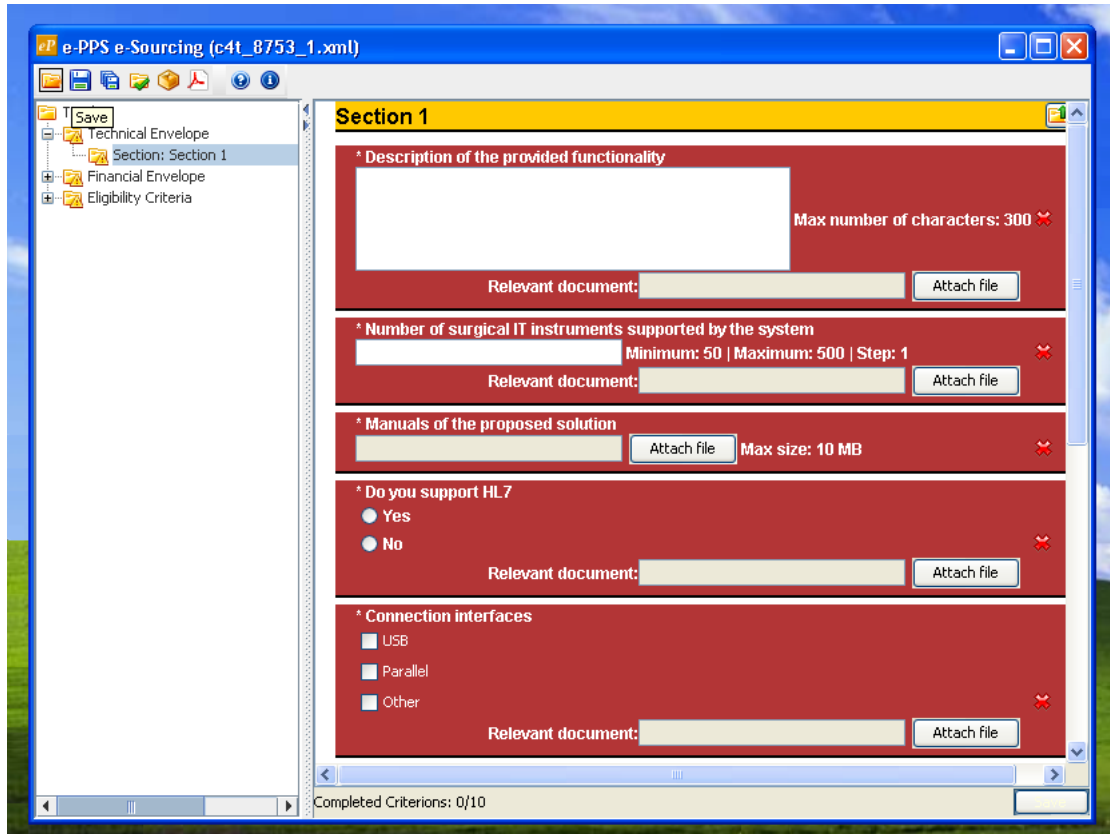 eP e-PPS e-Sourcing (c4t_8753_1.xml)
Save
Technical Envelope
Section: Section 1
Financial Envelope
Eligibility Criteria
Section 1
* Description of the provided functionality
Max number of characters: 300
Relevant document: Attach file
* Number of surgical IT instruments supported by the system
Minimum: 50 | Maximum: 500 | Step: 1
Relevant document: Attach file
* Manuals of the proposed solution
Attach file Max size: 10 MB
* Do you support HL7
Yes
No
Relevant document: Attach file
* Connection interfaces
USB
Parallel
Other
Relevant document: Attach file
Completed Criterions: 0/10
Save